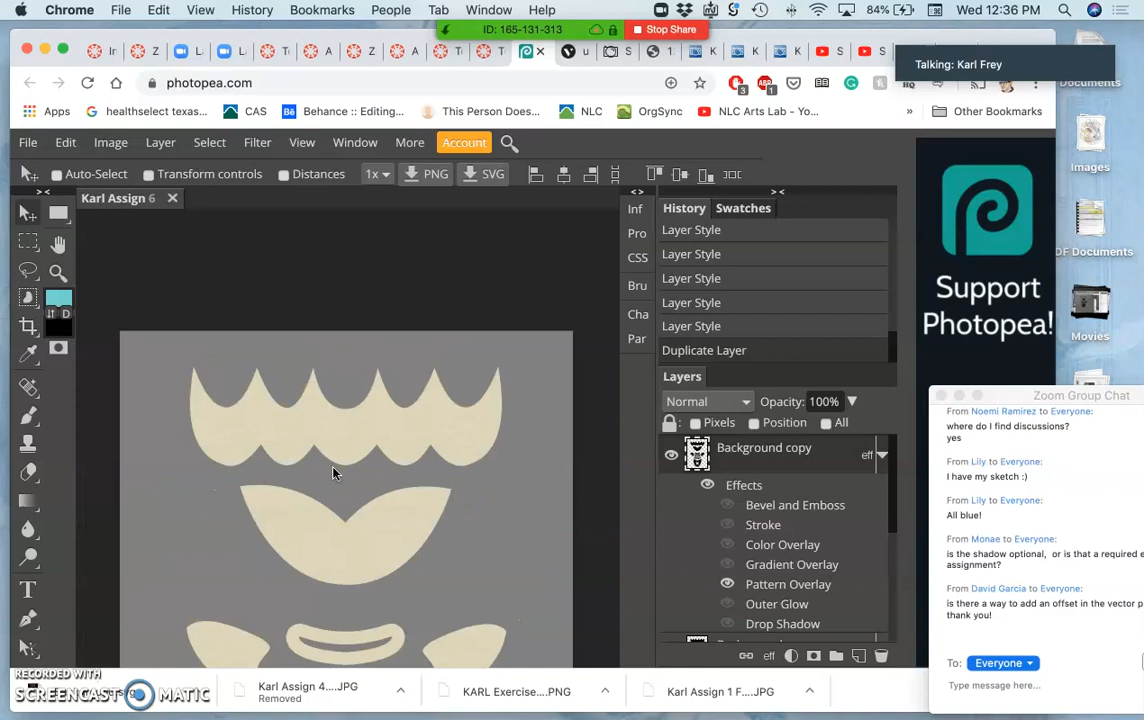 Chrome File Edit View History Bookmarks People Tab Window Help 84% Wed 12:36 PM
ID: 165-131-313 Stop Share
Talking: Karl Frey
photopea.com
Apps healthselect texas... CAS Behance :: Editing... This Person Does... NLC OrgSync NLC Arts Lab - Yo... » Other Bookmarks
File Edit Image Layer Select Filter View Window More Account
Auto-Select Transform controls Distances 1x PNG SVG
Karl Assign 6
Inf
Pro
CSS
Bru
Cha
Par
History Swatches
Layer Style
Layer Style
Layer Style
Layer Style
Layer Style
Duplicate Layer
Layers
Normal Opacity: 100%
Pixels Position All
Background copy eff
Effects
Bevel and Emboss
Stroke
Color Overlay
Gradient Overlay
Pattern Overlay
Outer Glow
Drop Shadow
eff
Support
Photopea!
Documents
Images
DF Documents
Movies
Zoom Group Chat
From Noemi Ramirez to Everyone:
where do I find discussions?
yes
From Lily to Everyone:
I have my sketch :)
From Lily to Everyone:
All blue!
From Monae to Everyone:
is the shadow optional, or is that a required e
assignment?
From David Garcia to Everyone:
is there a way to add an offset in the vector p
thank you!
To: Everyone
Type message here...
Karl Assign 4....JPG
Removed
KARL Exercise....PNG
Karl Assign 1 F....JPG
RECORDED WITH
SCREENCAST MATIC